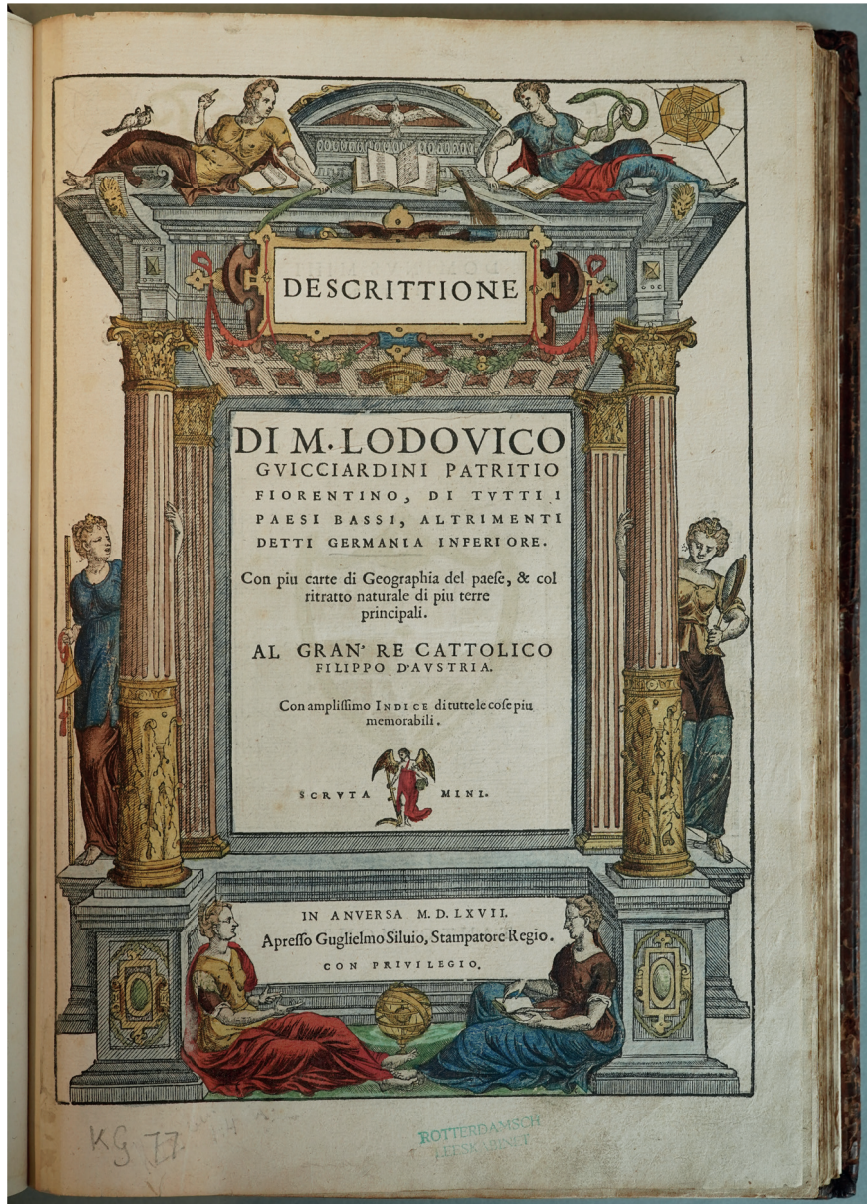 DESCRITTIONE
DI M. LODOVICO
GVICCIARDINI PATRITIO
FIORENTINO, DI TVTTI I
PAESI BASSI, ALTRIMENTI
DETTI GERMANIA INFERIORE.
Con piu carte di Geographia del paeſe, & col
ritratto naturale di piu terre
principali.
AL GRAN' RE CATTOLICO
FILIPPO D'AVSTRIA.
Con ampliſſimo INDICE di tutte le coſe piu
memorabili.
SCRVTA MINI.
IN ANVERSA M. D. LXVII.
Apreſſo Guglielmo Siluio, Stampatore Regio.
CON PRIVILEGIO.
KG 77
ROTTERDAMSCH
LEESKABINET